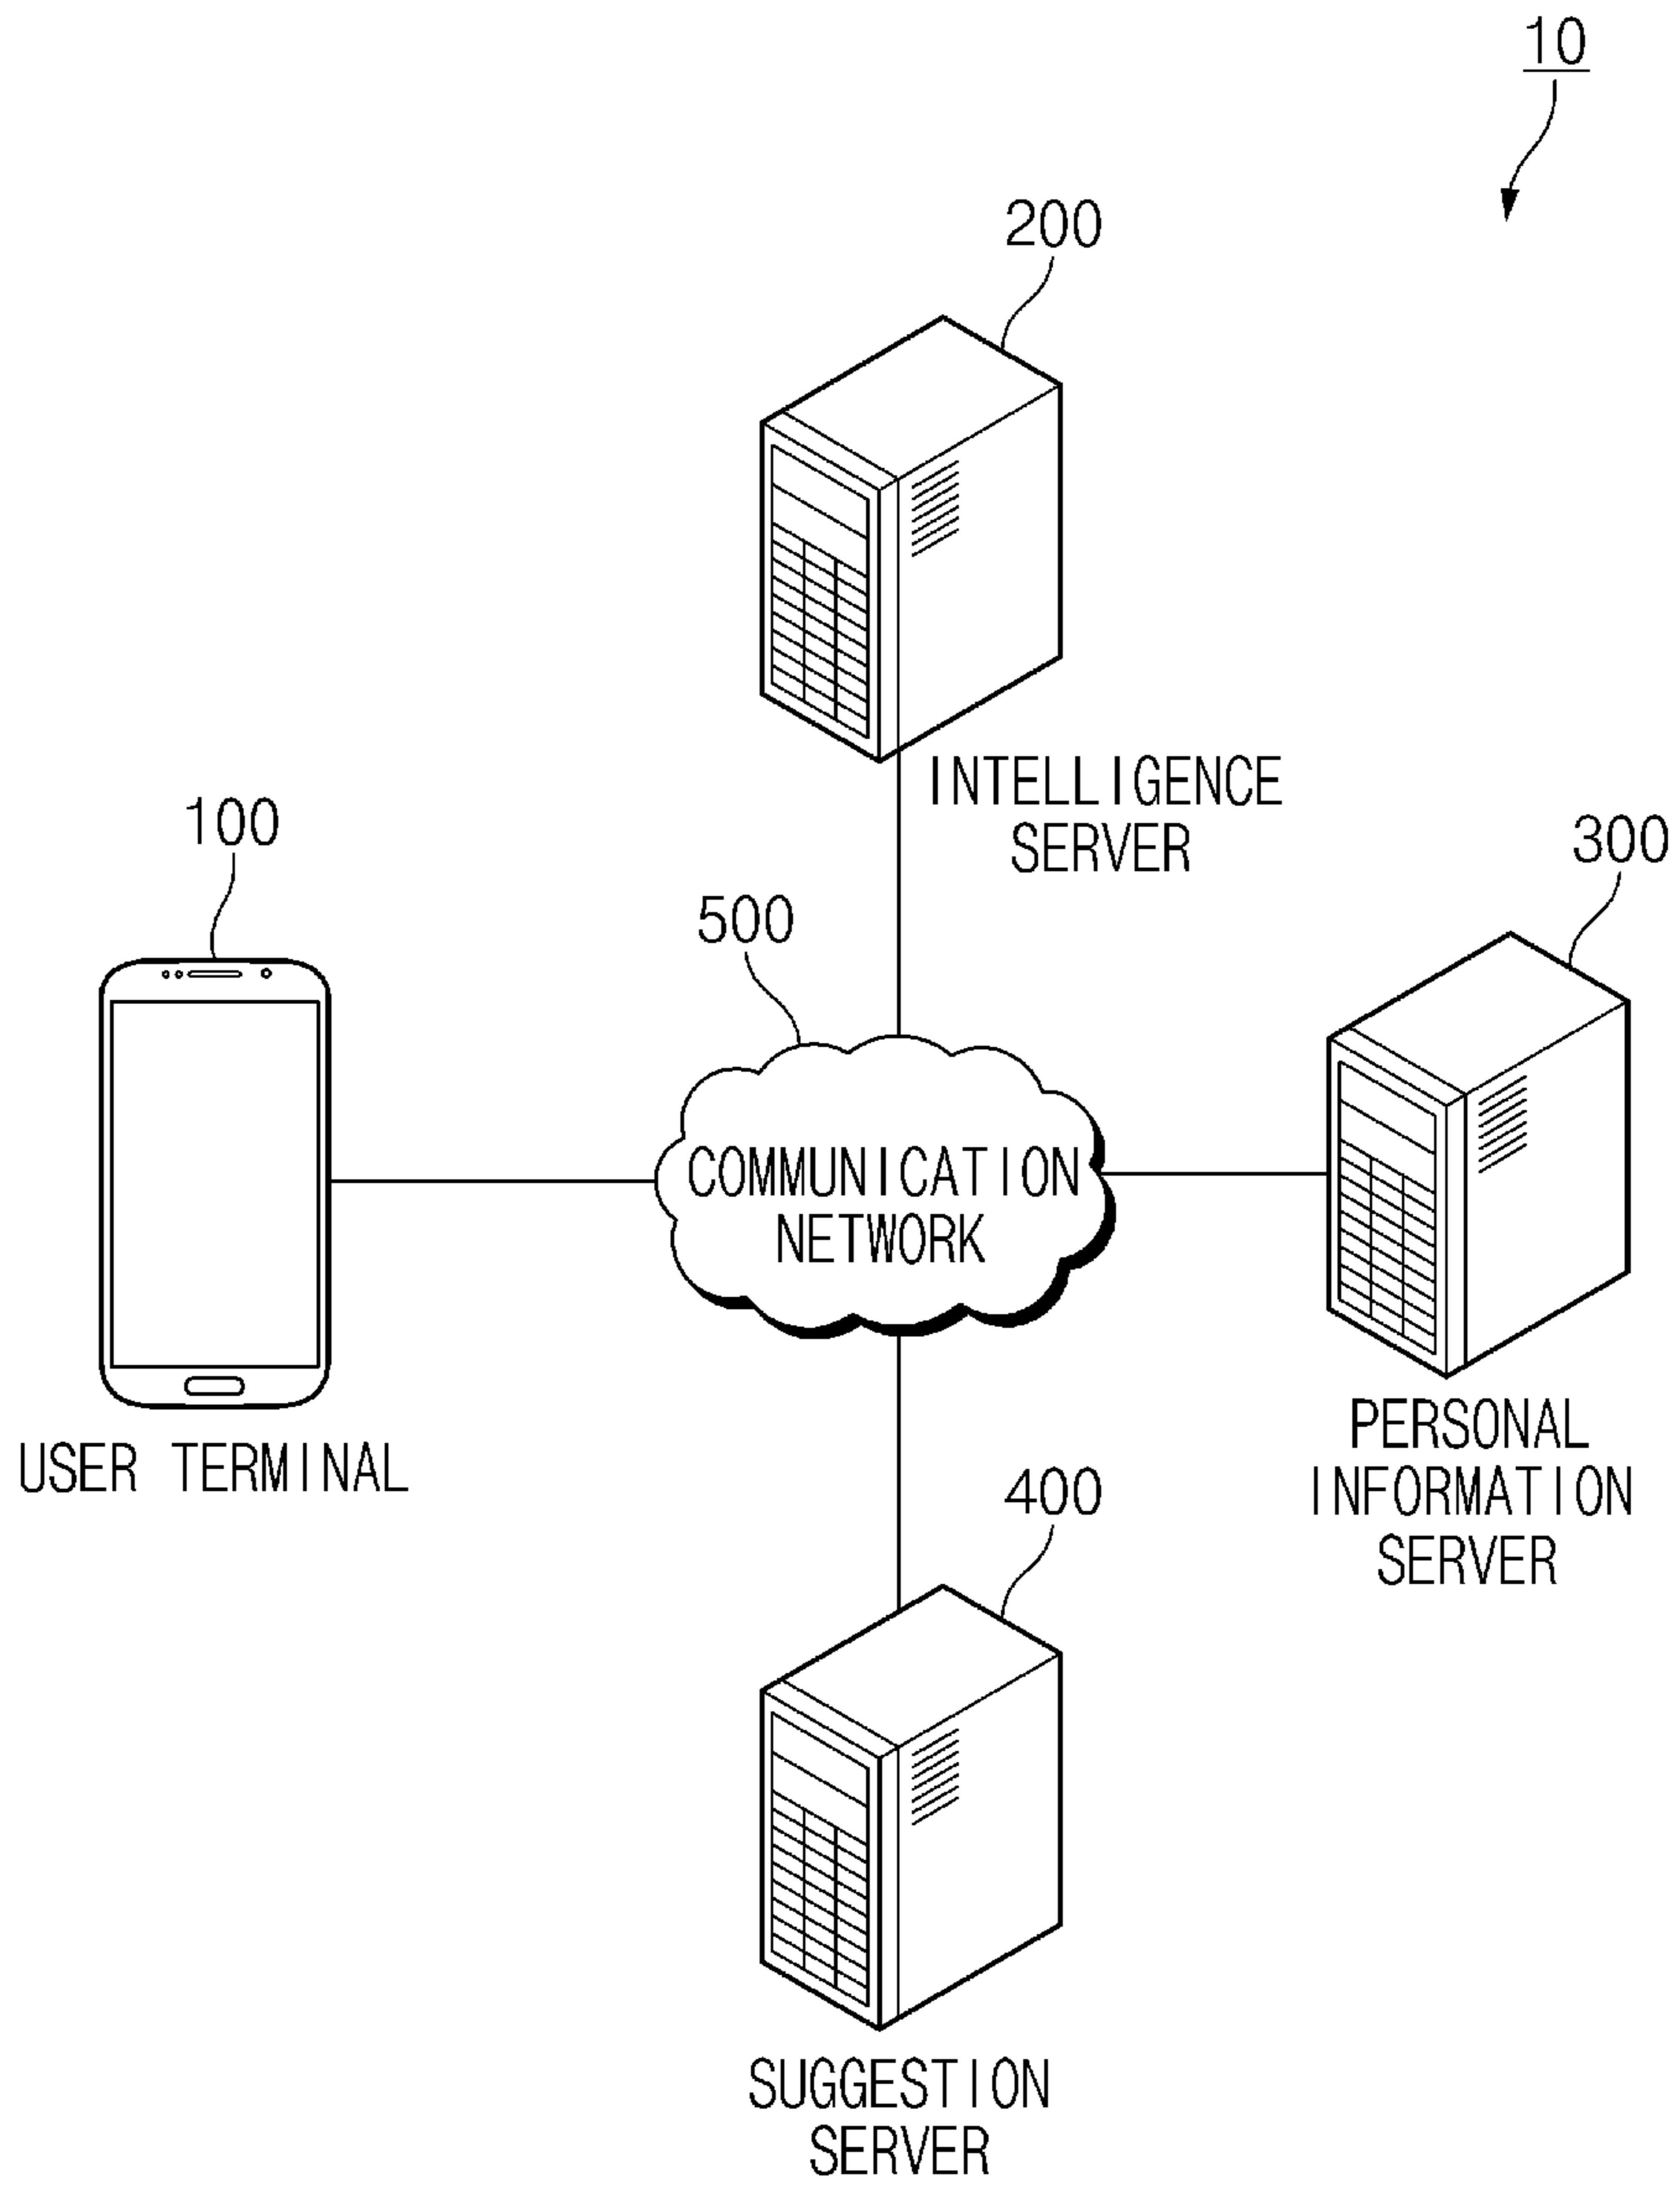 10
200
INTELLIGENCE
SERVER
100
300
500
COMMUNICATION
NETWORK
USER TERMINAL
PERSONAL
INFORMATION
SERVER
400
SUGGESTION
SERVER